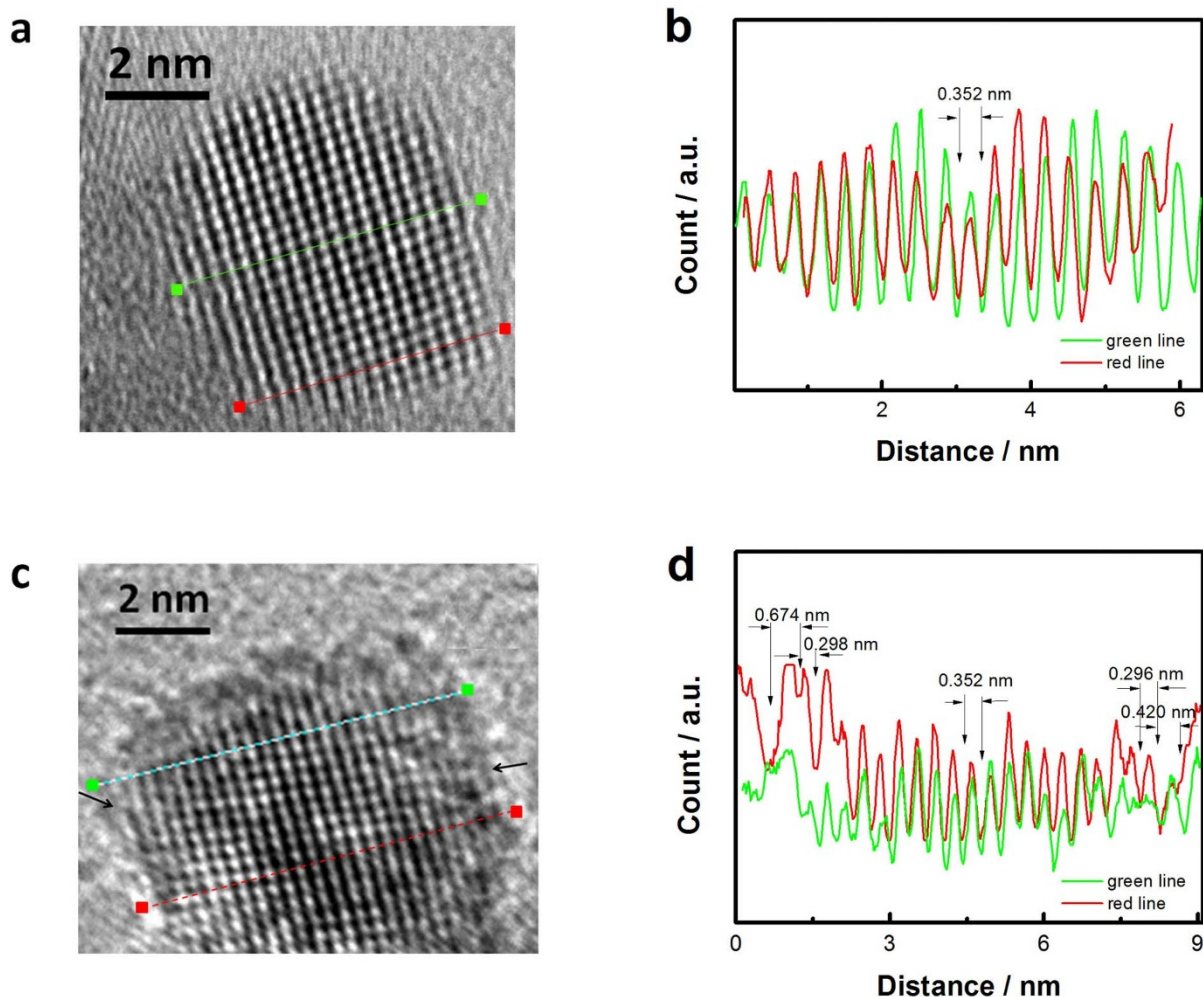 a
2 nm
b
0.352 nm
Count / a.u.
green line
red line
2
4
6
Distance / nm
c
2 nm
d
0.674 nm
0.298 nm
0.352 nm
0.296 nm
0.420 nm
Count / a.u.
green line
red line
0
3
6
9
Distance / nm